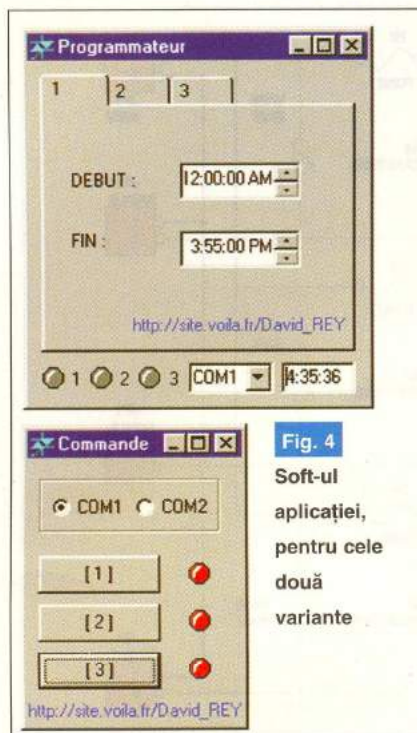 Programmateur
1 2 3
DEBUT :
12:00:00 AM
FIN :
3:55:00 PM
http://site.voila.fr/David_REY
1 2 3 COM1 4:35:36
Commande
COM1 COM2
[1]
[2]
[3]
http://site.voila.fr/David_REY
Fig. 4
Soft-ul
aplicației,
pentru cele
două
variante